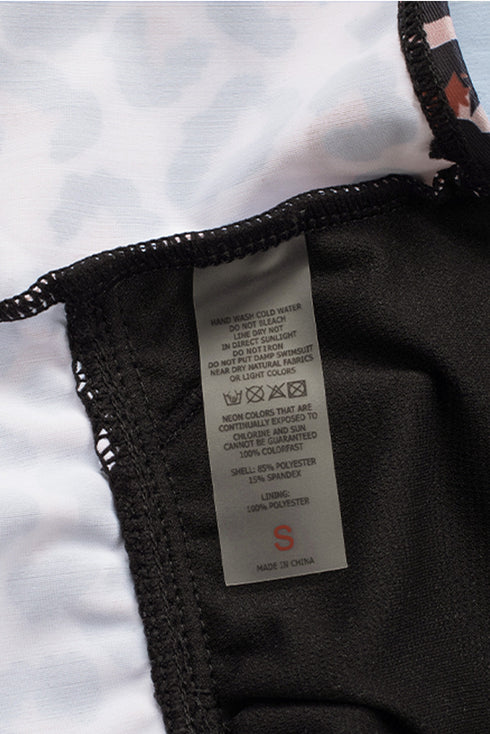 HAND WASH COLD WATER
DO NOT BLEACH
LINE DRY NOT
IN DIRECT SUNLIGHT
DO NOT IRON
DO NOT PUT DAMP SWIMSUIT
NEAR DRY NATURAL FABRICS
OR LIGHT COLORS
NEON COLORS THAT ARE
CONTINUALLY EXPOSED TO
CHLORINE AND SUN
CANNOT BE GUARANTEED
100% COLORFAST
SHELL: 85% POLYESTER
15% SPANDEX
LINING:
100% POLYESTER
S
MADE IN CHINA